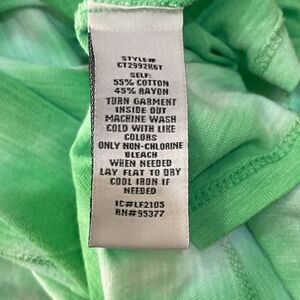 STYLE#
CT2992K6T
SELF:
55% COTTON
45% RAYON
TURN GARMENT
INSIDE OUT
MACHINE WASH
COLD WITH LIKE
COLORS
ONLY NON-CHLORINE
BLEACH
WHEN NEEDED
LAY FLAT TO DRY
COOL IRON IF
NEEDED
IC#LF2105
RN#95377